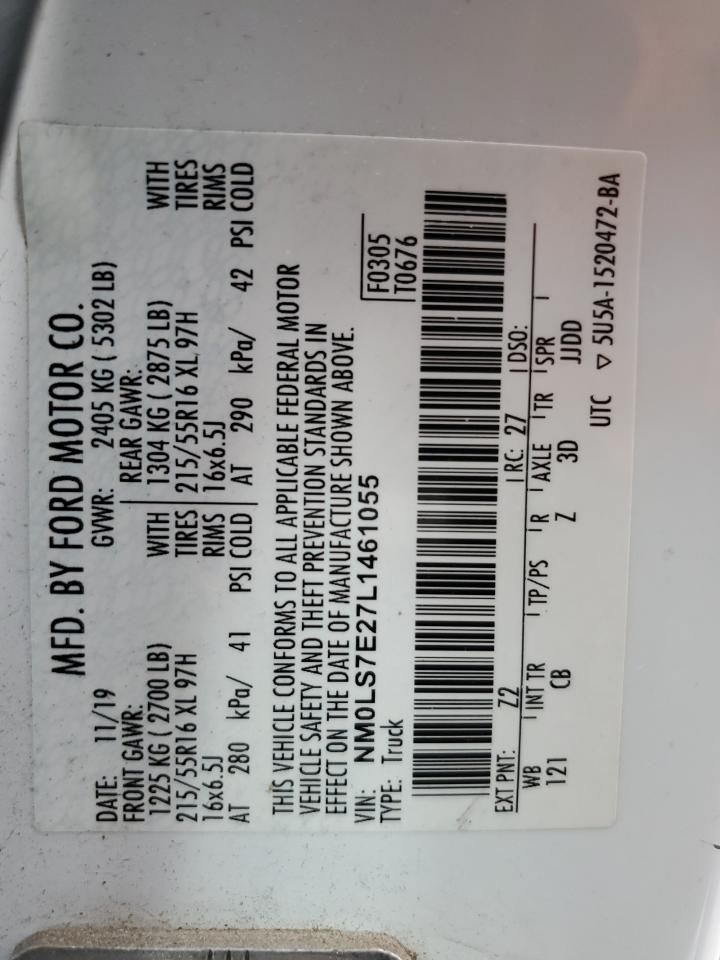 MFD. BY FORD MOTOR CO.
DATE: 11/19 GVWR: 2405 KG ( 5302 LB)
FRONT GAWR: REAR GAWR:
1225 KG ( 2700 LB) WITH 1304 KG ( 2875 LB) WITH
215/55R16 XL 97H TIRES 215/55R16 XL 97H TIRES
16x6.5J RIMS 16x6.5J RIMS
AT 280 kPa/ 41 PSI COLD AT 290 kPa/ 42 PSI COLD
THIS VEHICLE CONFORMS TO ALL APPLICABLE FEDERAL MOTOR
VEHICLE SAFETY AND THEFT PREVENTION STANDARDS IN
EFFECT ON THE DATE OF MANUFACTURE SHOWN ABOVE.
VIN: NM0LS7E27L1461055 F0305
TYPE: Truck T0676
EXT PNT: Z2 RC: 27 DSO:
WB INT TR TP/PS R AXLE TR SPR
121 CB Z 3D JJDD
UTC ▽ 5U5A-1520472-BA